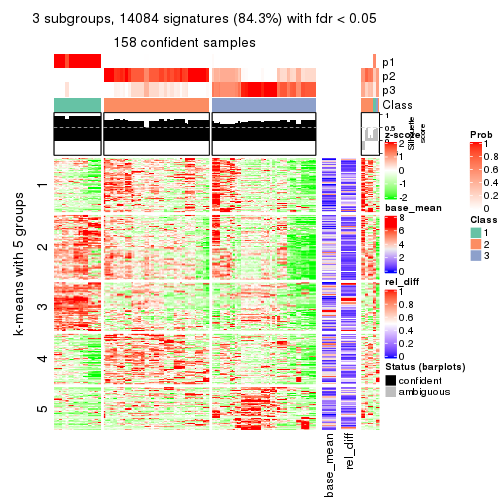 3 subgroups, 14084 signatures (84.3%) with fdr < 0.05
158 confident samples
p1
p2
p3
Class
1
0.5
0
Silhouette
score
k-means with 5 groups
1
2
3
4
5
base_mean
rel_diff
z-score
2
1
0
-1
-2
base_mean
8
6
4
2
0
rel_diff
1
0.8
0.6
0.4
0.2
0
Status (barplots)
confident
ambiguous
Prob
1
0.8
0.6
0.4
0.2
0
Class
1
2
3